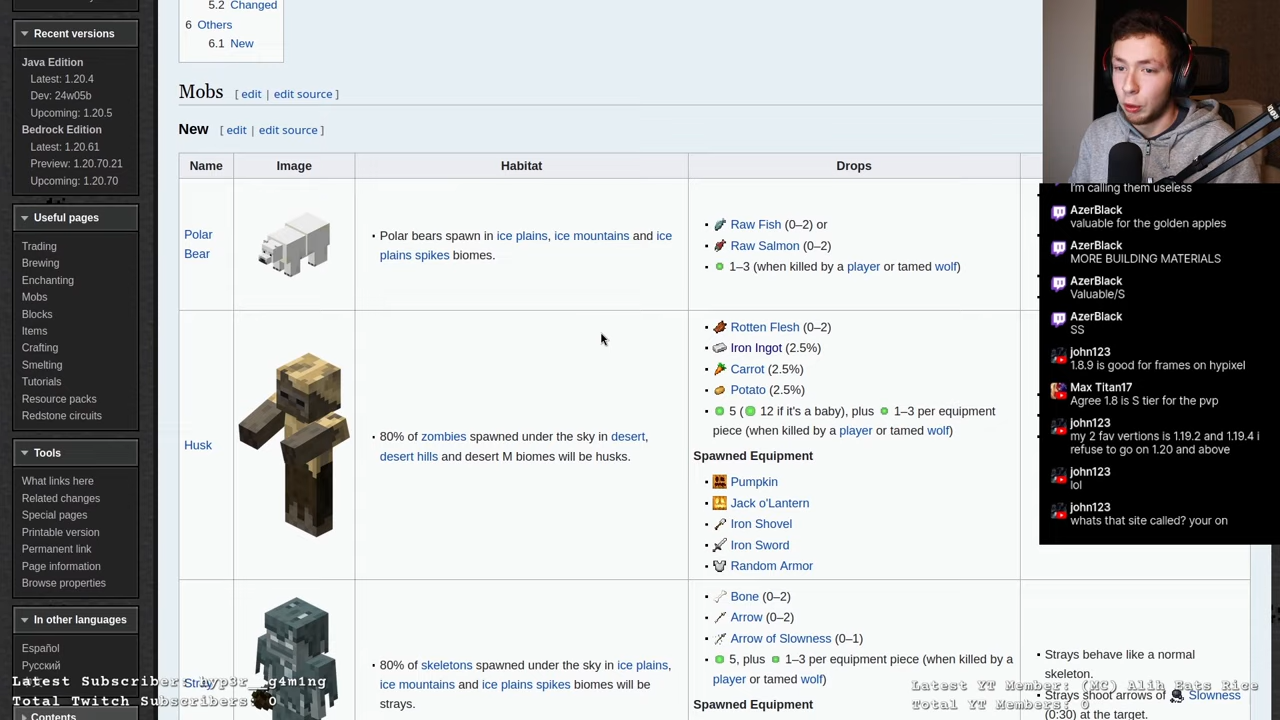 5.2 Changed
6 Others
6.1 New
Recent versions
Java Edition
Latest: 1.20.4
Dev: 24w05b
Upcoming: 1.20.5
Bedrock Edition
Latest: 1.20.61
Preview: 1.20.70.21
Upcoming: 1.20.70
Useful pages
Trading
Brewing
Enchanting
Mobs
Blocks
Items
Crafting
Smelting
Tutorials
Resource packs
Redstone circuits
Tools
What links here
Related changes
Special pages
Printable version
Permanent link
Page information
Browse properties
In other languages
Español
Русский
Contents
Mobs [ edit | edit source ]
New [ edit | edit source ]
Name Image Habitat Drops
Polar
Bear
• Polar bears spawn in ice plains, ice mountains and ice
plains spikes biomes.
• Raw Fish (0–2) or
• Raw Salmon (0–2)
• 1–3 (when killed by a player or tamed wolf)
Husk
• 80% of zombies spawned under the sky in desert,
desert hills and desert M biomes will be husks.
• Rotten Flesh (0–2)
• Iron Ingot (2.5%)
• Carrot (2.5%)
• Potato (2.5%)
• 5 ( 12 if it's a baby), plus 1–3 per equipment
piece (when killed by a player or tamed wolf)
Spawned Equipment
• Pumpkin
• Jack o'Lantern
• Iron Shovel
• Iron Sword
• Random Armor
Stray
• 80% of skeletons spawned under the sky in ice plains,
ice mountains and ice plains spikes biomes will be
strays.
• Bone (0–2)
• Arrow (0–2)
• Arrow of Slowness (0–1)
• 5, plus 1–3 per equipment piece (when killed by a
player or tamed wolf)
Spawned Equipment
• Strays behave like a normal
skeleton.
• Strays shoot arrows of Slowness
(0:30) at the target.
I'm calling them useless
AzerBlack
valuable for the golden apples
AzerBlack
MORE BUILDING MATERIALS
AzerBlack
Valuable/S
AzerBlack
SS
john123
1.8.9 is good for frames on hypixel
Max Titan17
Agree 1.8 is S tier for the pvp
john123
my 2 fav vertions is 1.19.2 and 1.19.4 i
refuse to go on 1.20 and above
john123
lol
john123
whats that site called? your on
Latest Subscriber: hyp3r__g4m1ng
Total Twitch Subscribers: 0
Latest YT Member: (MC) Alih Eats Rice
Total YT Members: 0